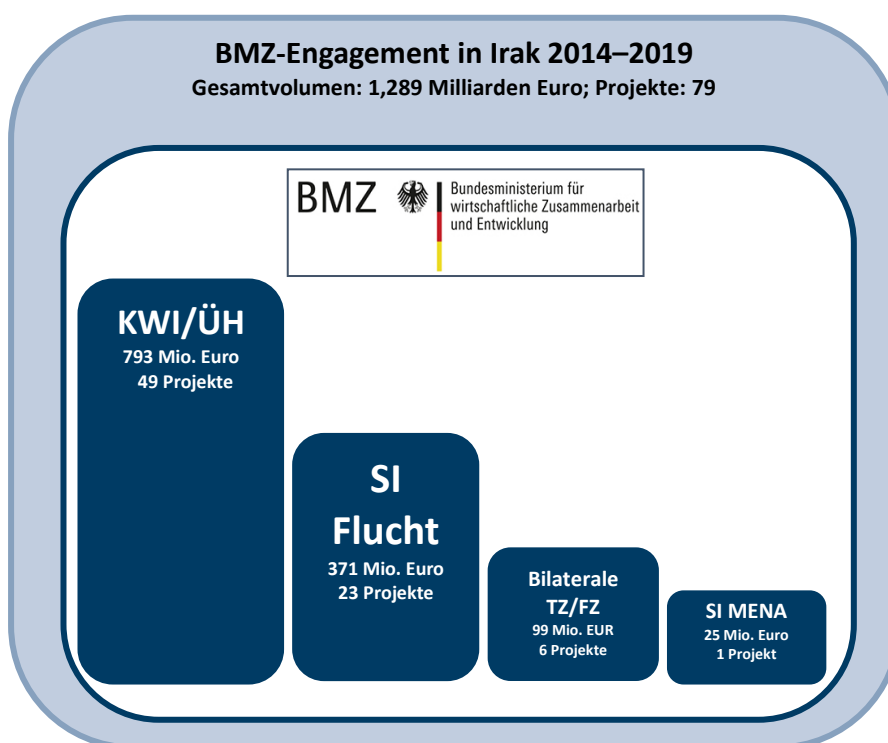 BMZ-Engagement in Irak 2014–2019
Gesamtvolumen: 1,289 Milliarden Euro; Projekte: 79
BMZ
Bundesministerium für
wirtschaftliche Zusammenarbeit
und Entwicklung
KWI/ÜH
793 Mio. Euro
49 Projekte
SI
Flucht
371 Mio. Euro
23 Projekte
Bilaterale
TZ/FZ
99 Mio. EUR
6 Projekte
SI MENA
25 Mio. Euro
1 Projekt